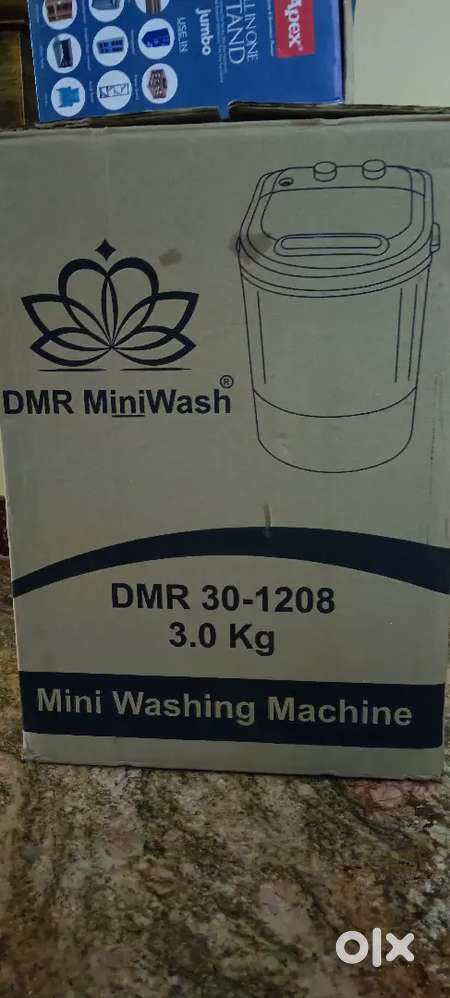 Apex
ALL IN ONE
STAND
USE IN
Jumbo
DMR MiniWash®
DMR 30-1208
3.0 Kg
Mini Washing Machine
olx